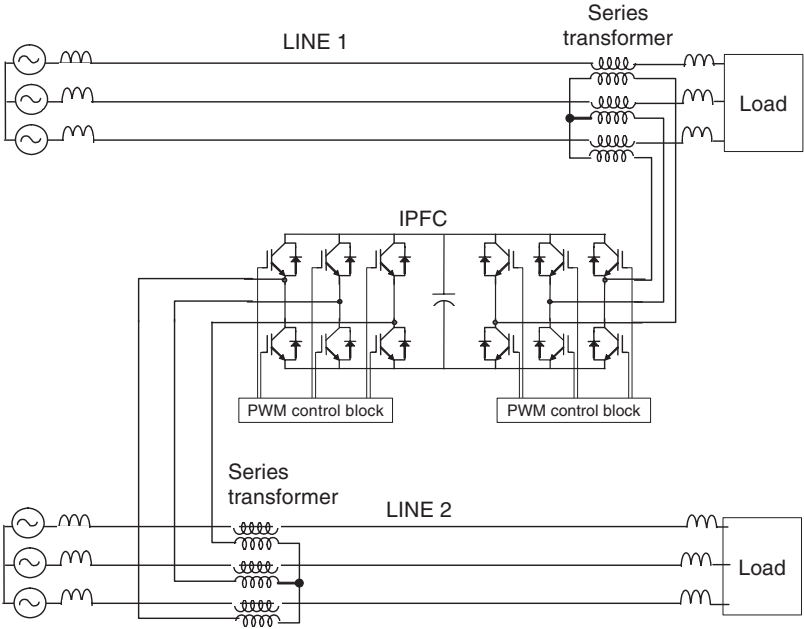 Series
transformer
LINE 1
Load
IPFC
PWM control block
PWM control block
Series
transformer
LINE 2
Load